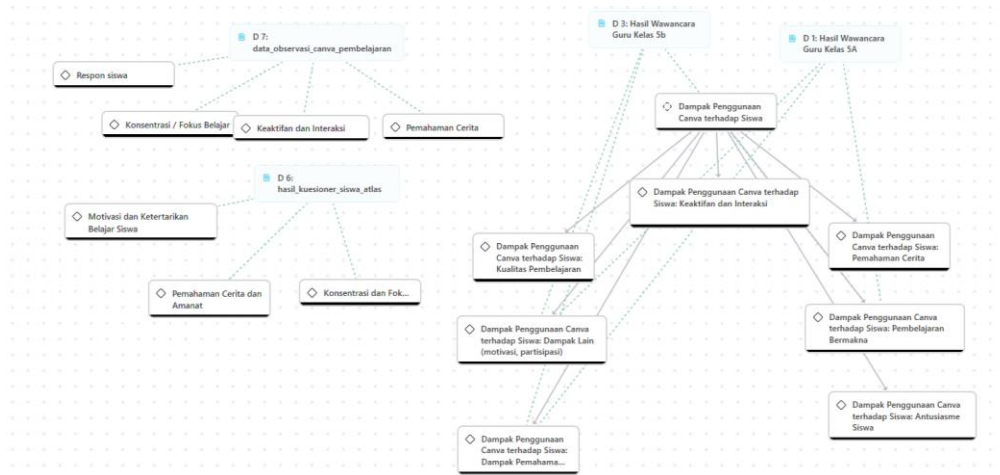 D 7:
data_observasi_canva_pembelajaran
Respon siswa
Konsentrasi / Fokus Belajar
Keaktifan dan Interaksi
Pemahaman Cerita
D 6:
hasil_kuesioner_siswa_atlas
Motivasi dan Ketertarikan
Belajar Siswa
Pemahaman Cerita dan
Amanat
Konsentrasi dan Fok...
D 3: Hasil Wawancara
Guru Kelas 5b
D 1: Hasil Wawancara
Guru Kelas 5A
Dampak Penggunaan
Canva terhadap Siswa
Dampak Penggunaan Canva terhadap
Siswa: Keaktifan dan Interaksi
Dampak Penggunaan
Canva terhadap Siswa:
Kualitas Pembelajaran
Dampak Penggunaan
Canva terhadap Siswa:
Pemahaman Cerita
Dampak Penggunaan Canva
terhadap Siswa: Dampak Lain
(motivasi, partisipasi)
Dampak Penggunaan Canva
terhadap Siswa: Pembelajaran
Bermakna
Dampak Penggunaan Canva
terhadap Siswa: Antusiasme
Siswa
Dampak Penggunaan
Canva terhadap Siswa:
Dampak Pemahama...